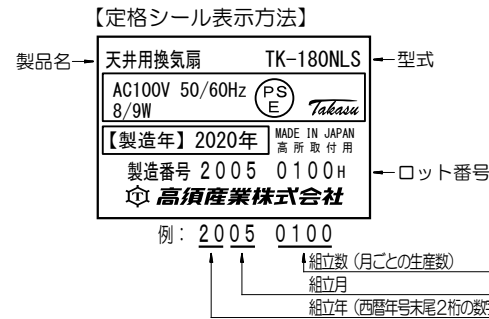 【定格シール表示方法】
製品名
天井用換気扇 TK-180NLS
型式
AC100V 50/60Hz
8/9W
PS
E
Takasu
【製造年】2020年
MADE IN JAPAN
高所取付用
製造番号 2005 0100H
ロット番号
高須産業株式会社
例: 2005 0100
組立数 (月ごとの生産数)
組立月
組立年 (西暦年号末尾2桁の数字